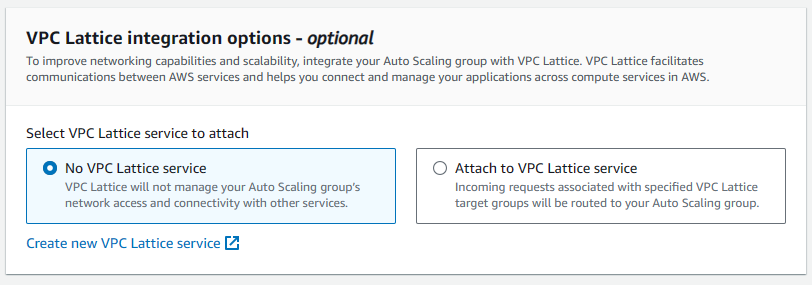 VPC Lattice integration options - optional
To improve networking capabilities and scalability, integrate your Auto Scaling group with VPC Lattice. VPC Lattice facilitates
communications between AWS services and helps you connect and manage your applications across compute services in AWS.
Select VPC Lattice service to attach
No VPC Lattice service
VPC Lattice will not manage your Auto Scaling group's
network access and connectivity with other services.
Attach to VPC Lattice service
Incoming requests associated with specified VPC Lattice
target groups will be routed to your Auto Scaling group.
Create new VPC Lattice service